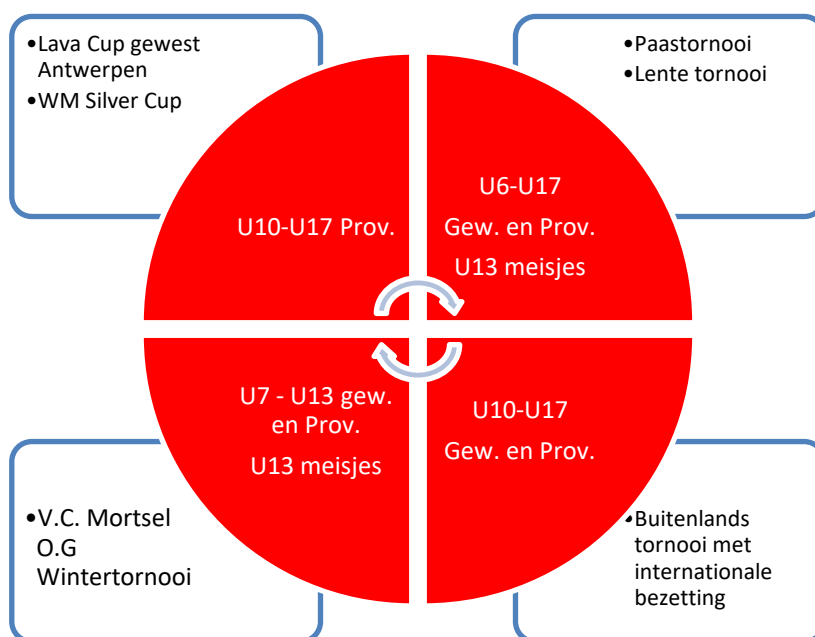 •Lava Cup gewest
Antwerpen
•WM Silver Cup
•Paastornooi
•Lente tornooi
U10-U17 Prov.
U6-U17
Gew. en Prov.
U13 meisjes
U7 - U13 gew.
en Prov.
U13 meisjes
U10-U17
Gew. en Prov.
•V.C. Mortsel
O.G
Wintertornooi
•Buitenlands
tornooi met
internationale
bezetting